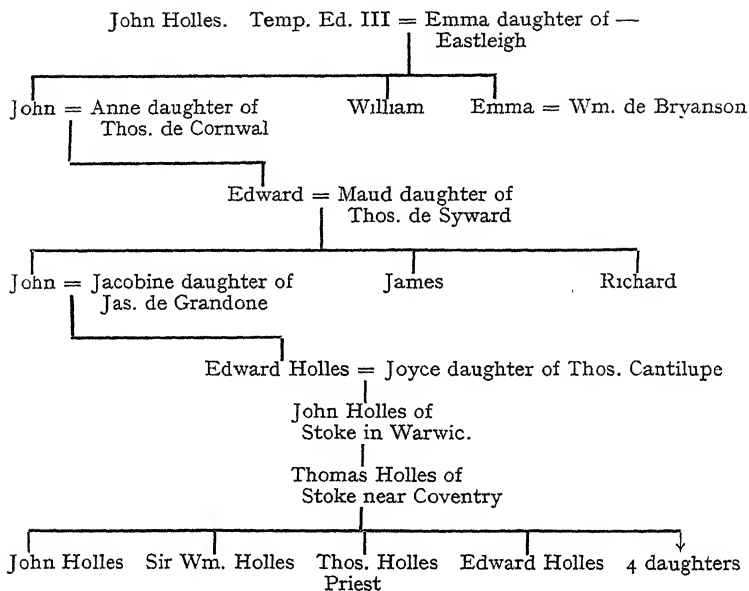 John Holles. Temp. Ed. III = Emma daughter of —
Eastleigh
John = Anne daughter of
Thos. de Cornwal
William
Emma = Wm. de Bryanson
Edward = Maud daughter of
Thos. de Syward
John = Jacobine daughter of
Jas. de Grandone
James
Richard
Edward Holles = Joyce daughter of Thos. Cantilupe
John Holles of
Stoke in Warwic.
Thomas Holles of
Stoke near Coventry
John Holles
Sir Wm. Holles
Thos. Holles
Priest
Edward Holles
4 daughters